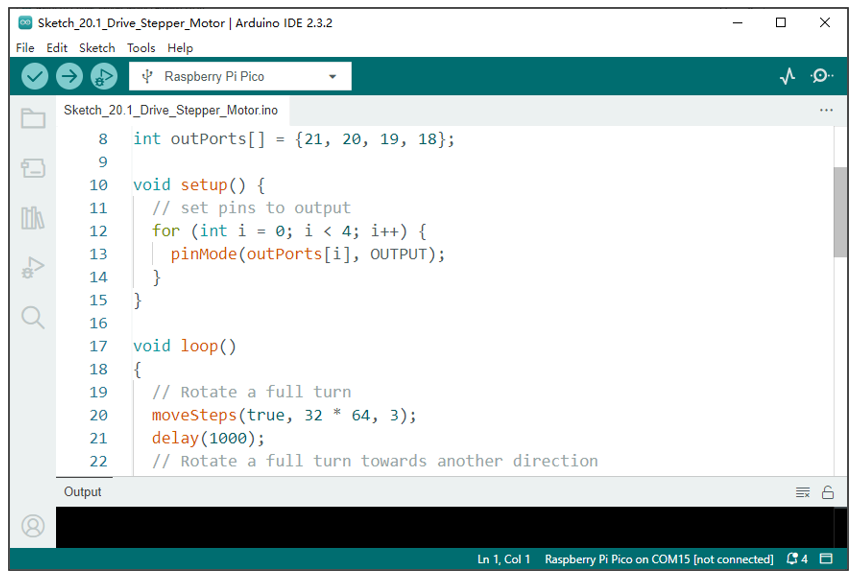 Sketch_20.1_Drive_Stepper_Motor | Arduino IDE 2.3.2
File Edit Sketch Tools Help
Raspberry Pi Pico
Sketch_20.1_Drive_Stepper_Motor.ino
8 int outPorts[] = {21, 20, 19, 18};
9
10 void setup() {
11 // set pins to output
12 for (int i = 0; i < 4; i++) {
13 pinMode(outPorts[i], OUTPUT);
14 }
15 }
16
17 void loop()
18 {
19 // Rotate a full turn
20 moveSteps(true, 32 * 64, 3);
21 delay(1000);
22 // Rotate a full turn towards another direction
Output
Ln 1, Col 1 Raspberry Pi Pico on COM15 [not connected] 4